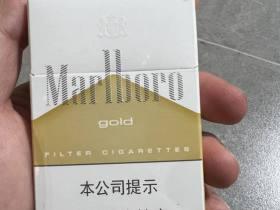 Marlboro
gold
FILTER CIGARETTES
本公司提示